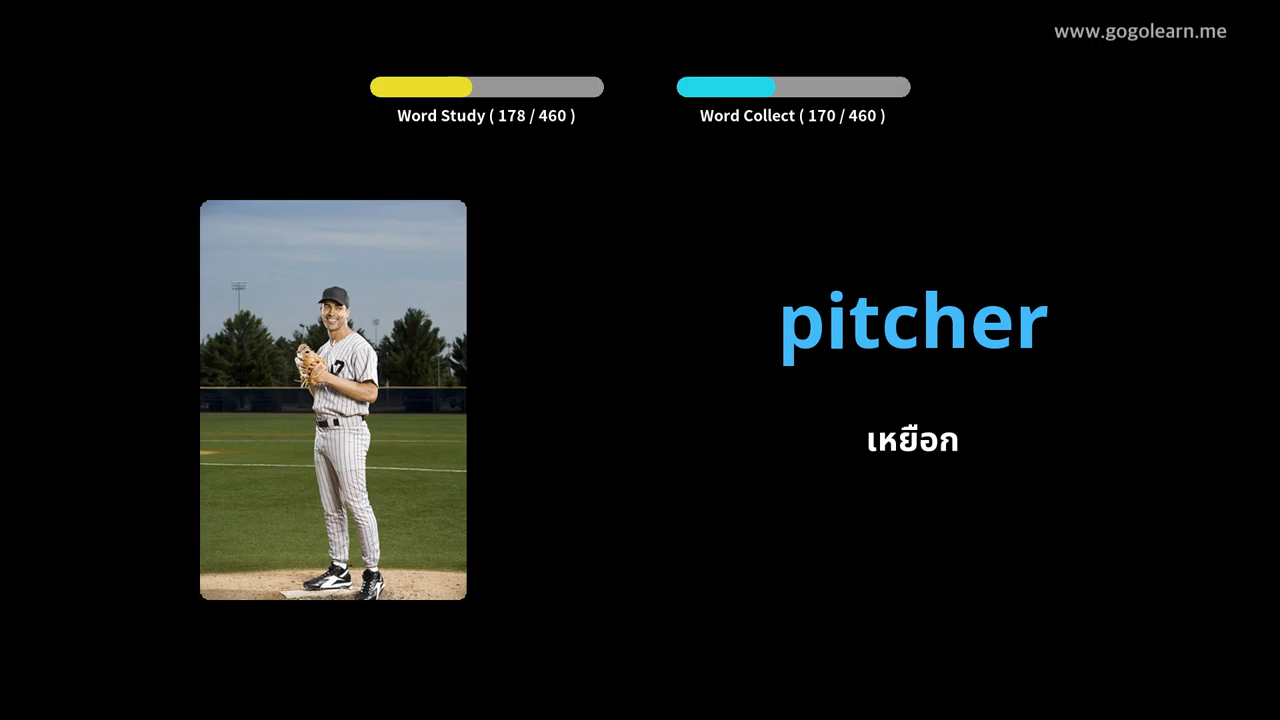 www.gogolearn.me
Word Study ( 178 / 460 )
Word Collect ( 170 / 460 )
pitcher
เหยือก